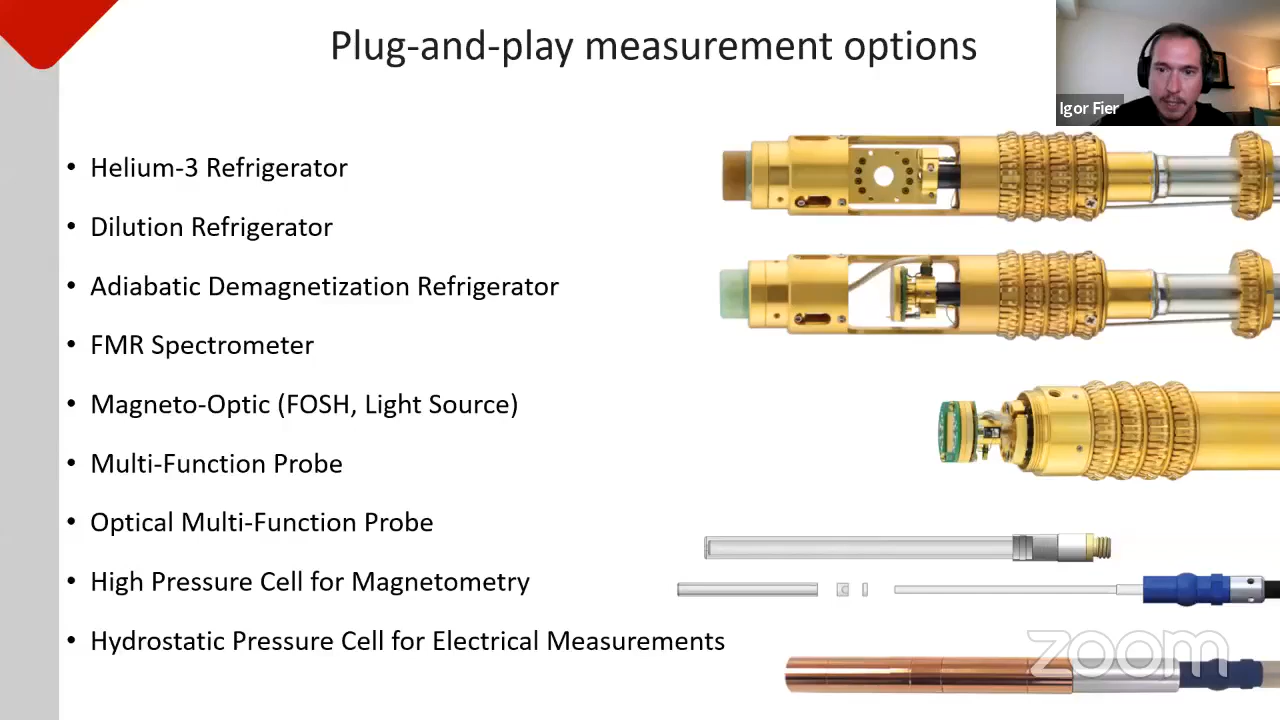 Plug-and-play measurement options
Igor Fier
• Helium-3 Refrigerator
• Dilution Refrigerator
• Adiabatic Demagnetization Refrigerator
• FMR Spectrometer
• Magneto-Optic (FOSH, Light Source)
• Multi-Function Probe
• Optical Multi-Function Probe
• High Pressure Cell for Magnetometry
• Hydrostatic Pressure Cell for Electrical Measurements
zoom